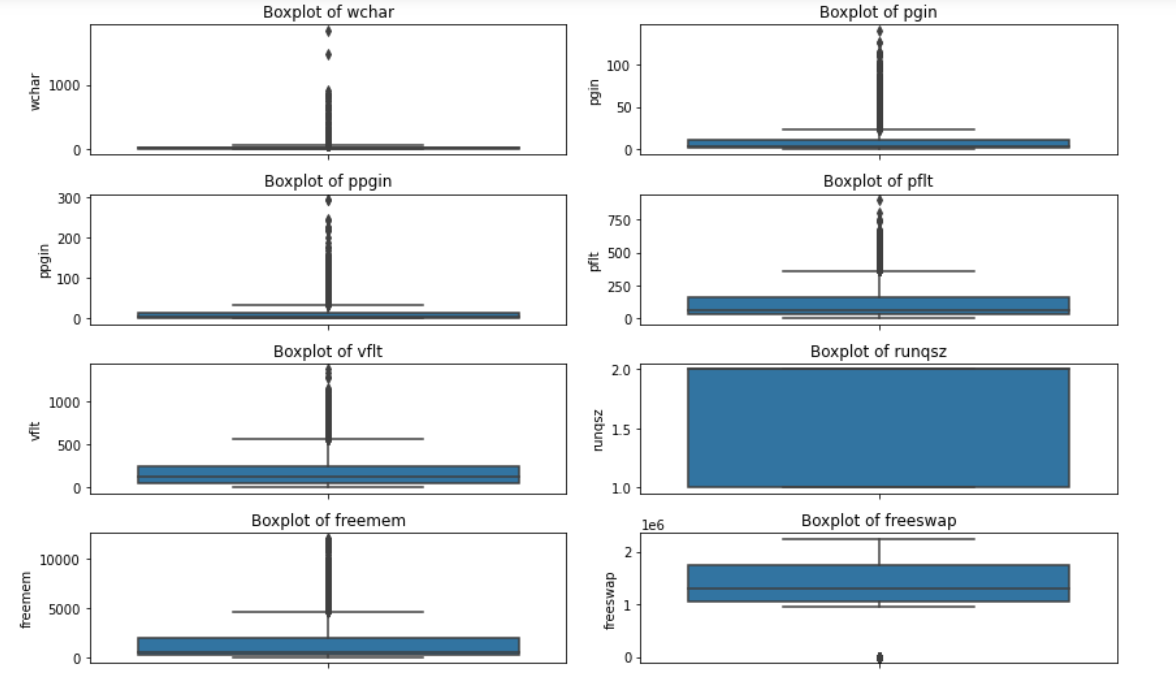 Boxplot of wchar
wchar
1000
0
Boxplot of pgin
pgin
100
50
0
Boxplot of ppgin
ppgin
300
200
100
0
Boxplot of pflt
pflt
750
500
250
0
Boxplot of vflt
vflt
1000
500
0
Boxplot of runqsz
runqsz
2.0
1.5
1.0
Boxplot of freemem
freemem
10000
5000
0
Boxplot of freeswap
1e6
freeswap
2
1
0